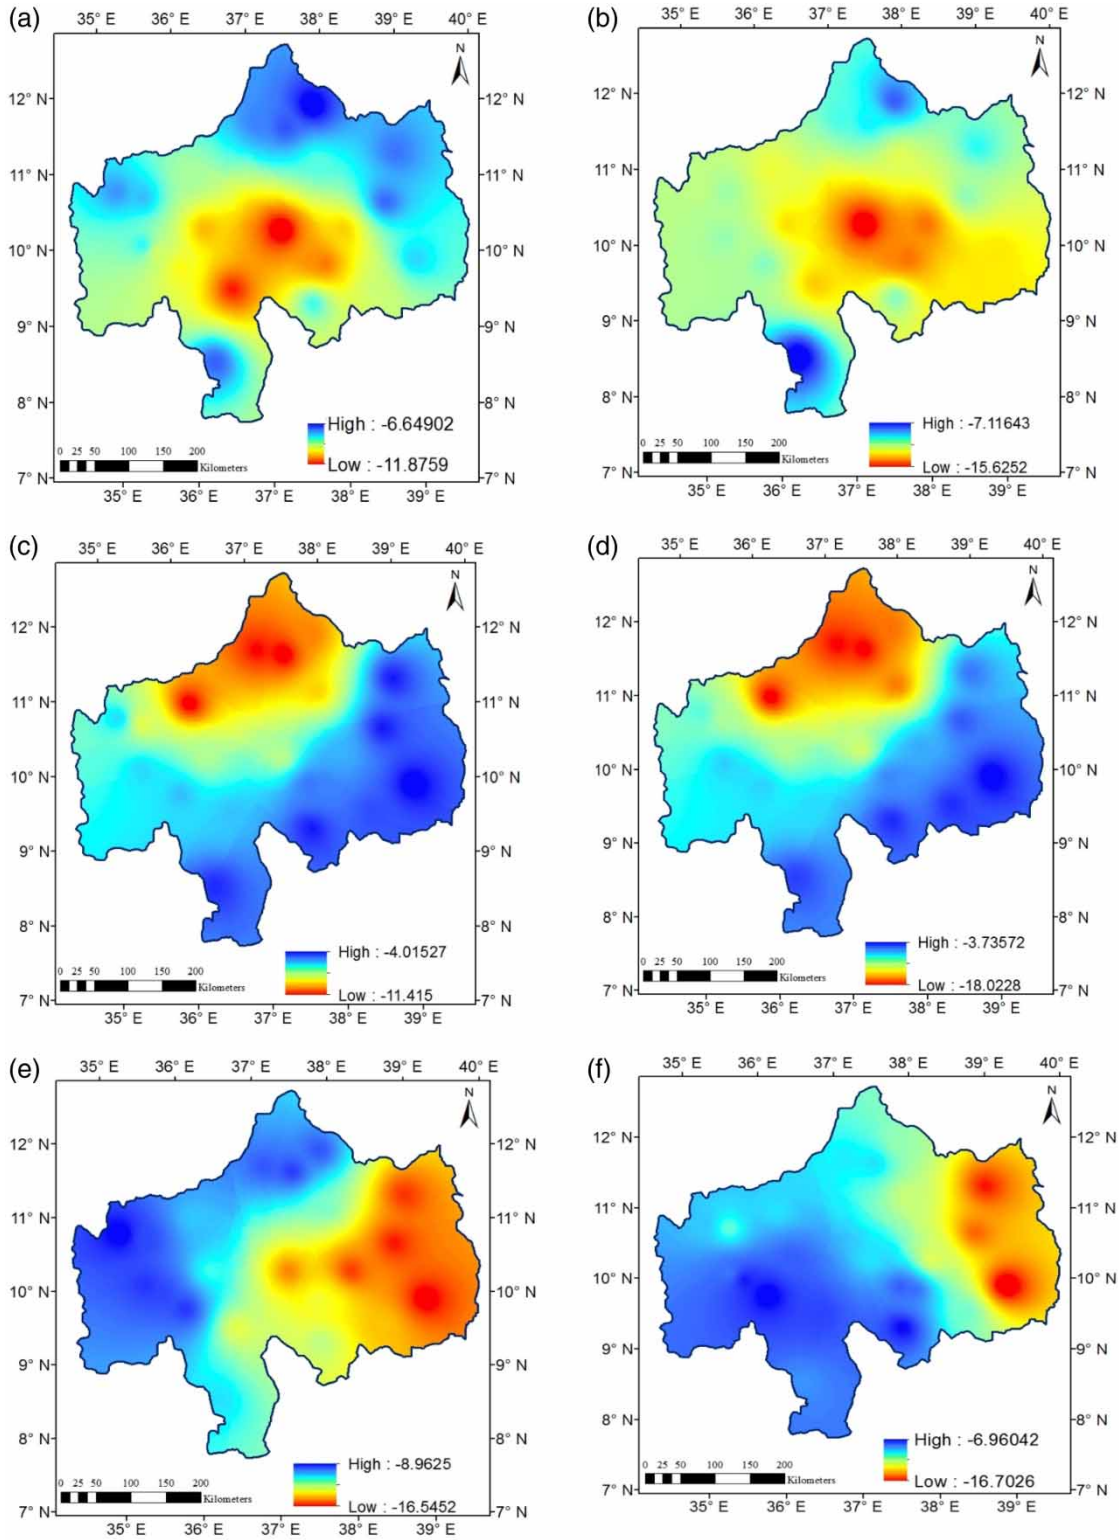 (a)
35° E 36° E 37° E 38° E 39° E 40° E
N
12° N 12° N
11° N 11° N
10° N 10° N
9° N 9° N
8° N 8° N
7° N 7° N
High : -6.64902
Low : -11.8759
0 25 50 100 150 200
Kilometers
35° E 36° E 37° E 38° E 39° E
(b)
35° E 36° E 37° E 38° E 39° E 40° E
N
12° N 12° N
11° N 11° N
10° N 10° N
9° N 9° N
8° N 8° N
7° N 7° N
High : -7.11643
Low : -15.6252
0 25 50 100 150 200
Kilometers
35° E 36° E 37° E 38° E 39° E
(c)
35° E 36° E 37° E 38° E 39° E 40° E
N
12° N 12° N
11° N 11° N
10° N 10° N
9° N 9° N
8° N 8° N
7° N 7° N
High : -4.01527
Low : -11.415
0 25 50 100 150 200
Kilometers
35° E 36° E 37° E 38° E 39° E
(d)
35° E 36° E 37° E 38° E 39° E 40° E
N
12° N 12° N
11° N 11° N
10° N 10° N
9° N 9° N
8° N 8° N
7° N 7° N
High : -3.73572
Low : -18.0228
0 25 50 100 150 200
Kilometers
35° E 36° E 37° E 38° E 39° E
(e)
35° E 36° E 37° E 38° E 39° E 40° E
N
12° N 12° N
11° N 11° N
10° N 10° N
9° N 9° N
8° N 8° N
7° N 7° N
High : -8.9625
Low : -16.5452
0 25 50 100 150 200
Kilometers
35° E 36° E 37° E 38° E 39° E
(f)
35° E 36° E 37° E 38° E 39° E 40° E
N
12° N 12° N
11° N 11° N
10° N 10° N
9° N 9° N
8° N 8° N
7° N 7° N
High : -6.96042
Low : -16.7026
0 25 50 100 150 200
Kilometers
35° E 36° E 37° E 38° E 39° E